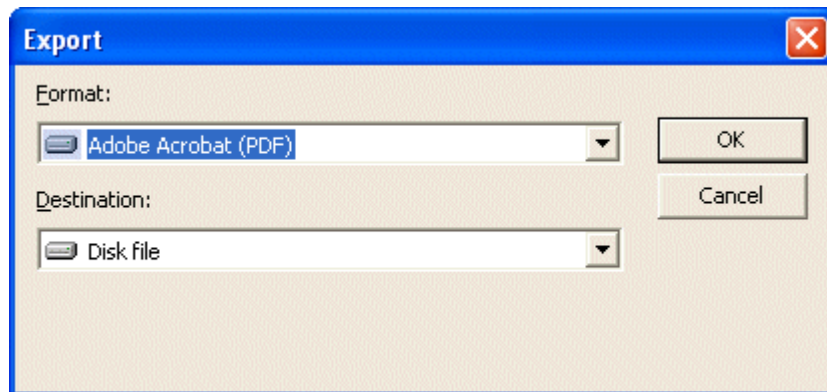 Export
Format:
Adobe Acrobat (PDF)
OK
Destination:
Cancel
Disk file